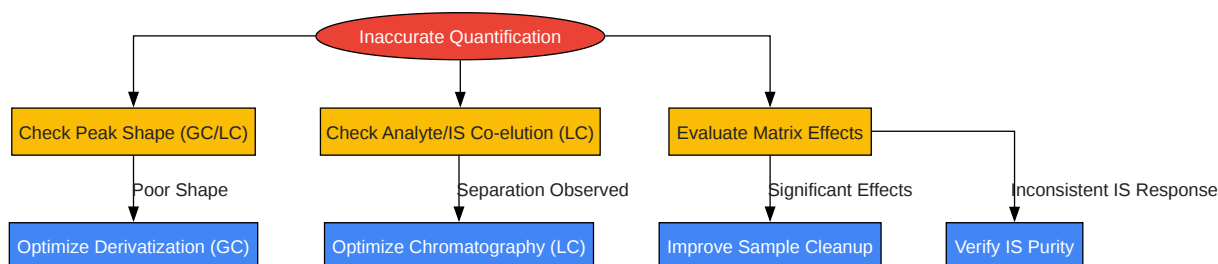 Inaccurate Quantification
Check Peak Shape (GC/LC)
Check Analyte/IS Co-elution (LC)
Evaluate Matrix Effects
Poor Shape
Separation Observed
Significant Effects
Inconsistent IS Response
Optimize Derivatization (GC)
Optimize Chromatography (LC)
Improve Sample Cleanup
Verify IS Purity